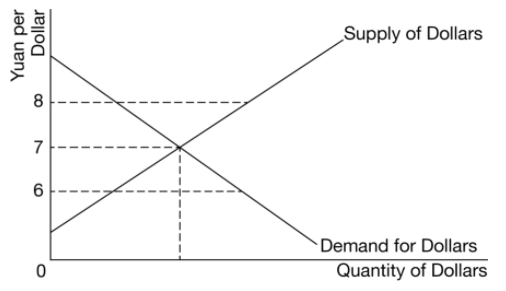 Yuan per
Dollar
Supply of Dollars
8
7
6
Demand for Dollars
0
Quantity of Dollars